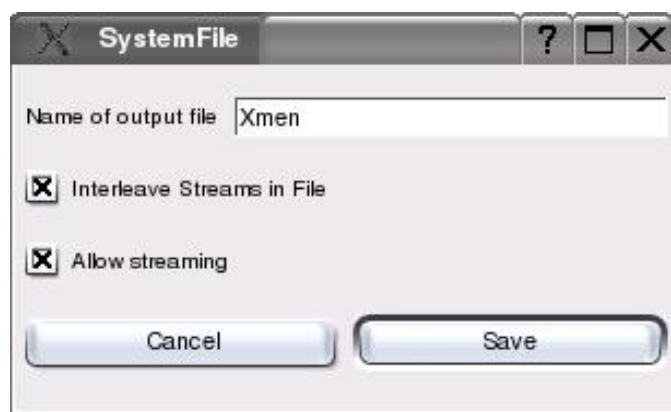 SystemFile ?
Name of output file Xmen
Interleave Streams in File
Allow streaming
Cancel Save